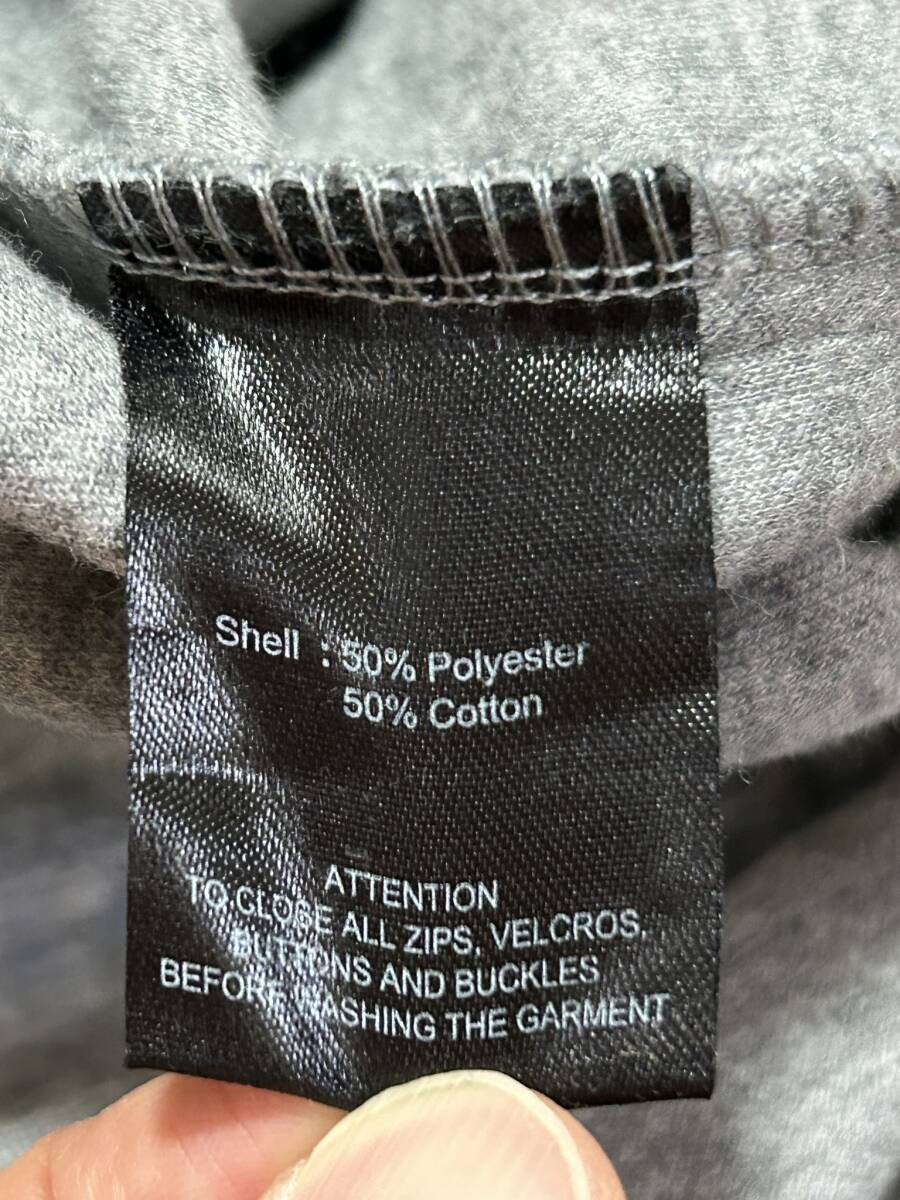 Shell : 50% Polyester
50% Cotton
ATTENTION
TO CLOSE ALL ZIPS, VELCROS,
BUTTONS AND BUCKLES
BEFORE WASHING THE GARMENT